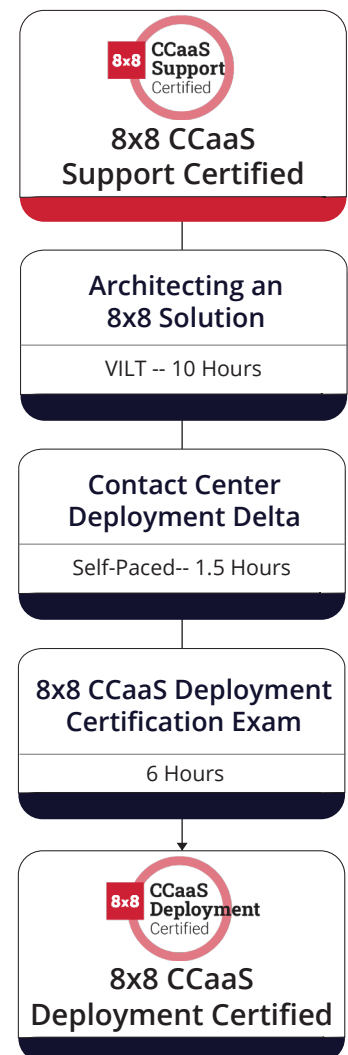 8x8
CCaaS
Support
Certified
8x8 CCaaS
Support Certified
Architecting an
8x8 Solution
VILT -- 10 Hours
Contact Center
Deployment Delta
Self-Paced-- 1.5 Hours
8x8 CCaaS Deployment
Certification Exam
6 Hours
8x8
CCaaS
Deployment
Certified
8x8 CCaaS
Deployment Certified